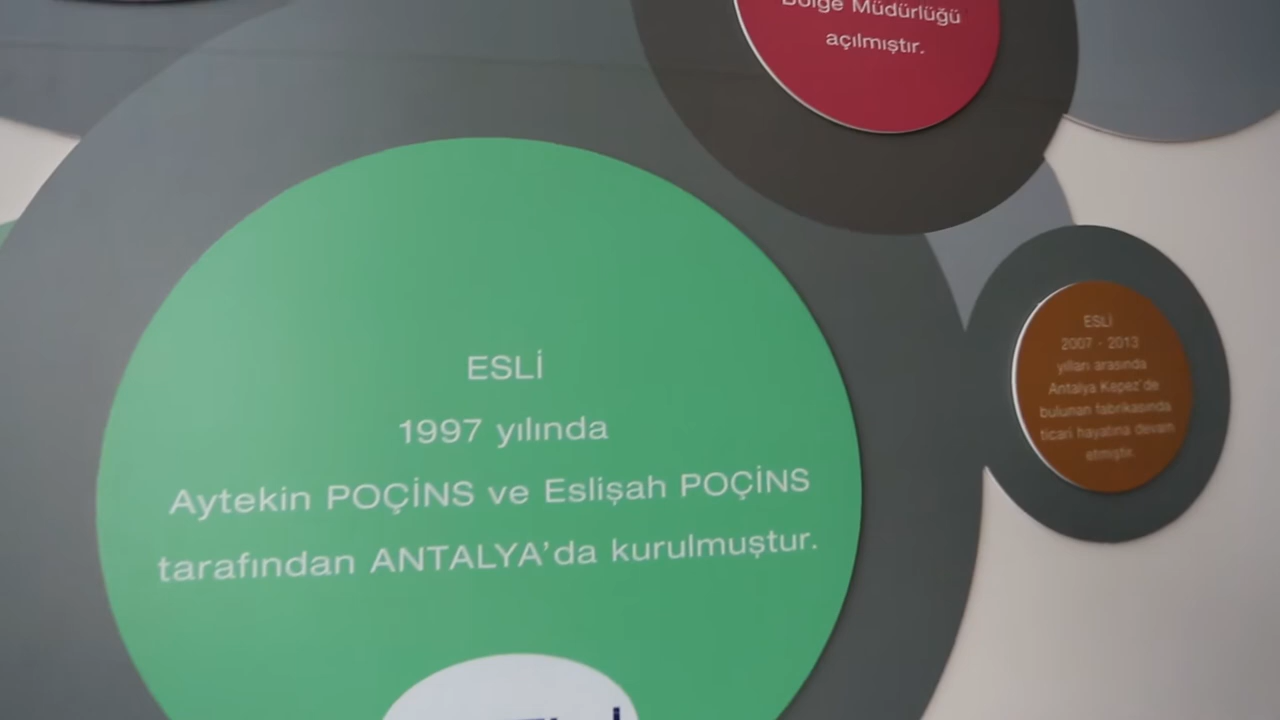 Bölge Müdürlüğü
açılmıştır.
ESLİ
1997 yılında
Aytekin POÇİNS ve Eslişah POÇİNS
tarafından ANTALYA’da kurulmuştur.
ESLİ
2007 - 2013
yılları arasında
Antalya Kepez’de
bulunan fabrikasında
ticari hayatına devam
etmiştir.